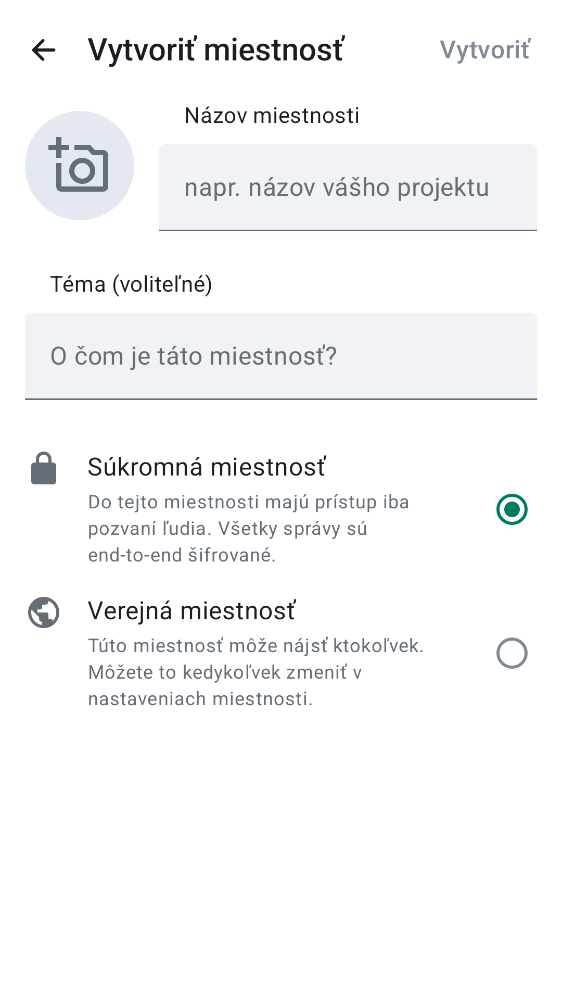 Vytvoriť miestnosť
Vytvoriť
Názov miestnosti
napr. názov vášho projektu
Téma (voliteľné)
O čom je táto miestnosť?
Súkromná miestnosť
Do tejto miestnosti majú prístup iba
pozvaní ľudia. Všetky správy sú
end-to-end šifrované.
Verejná miestnosť
Túto miestnosť môže nájsť ktokoľvek.
Môžete to kedykoľvek zmeniť v
nastaveniach miestnosti.